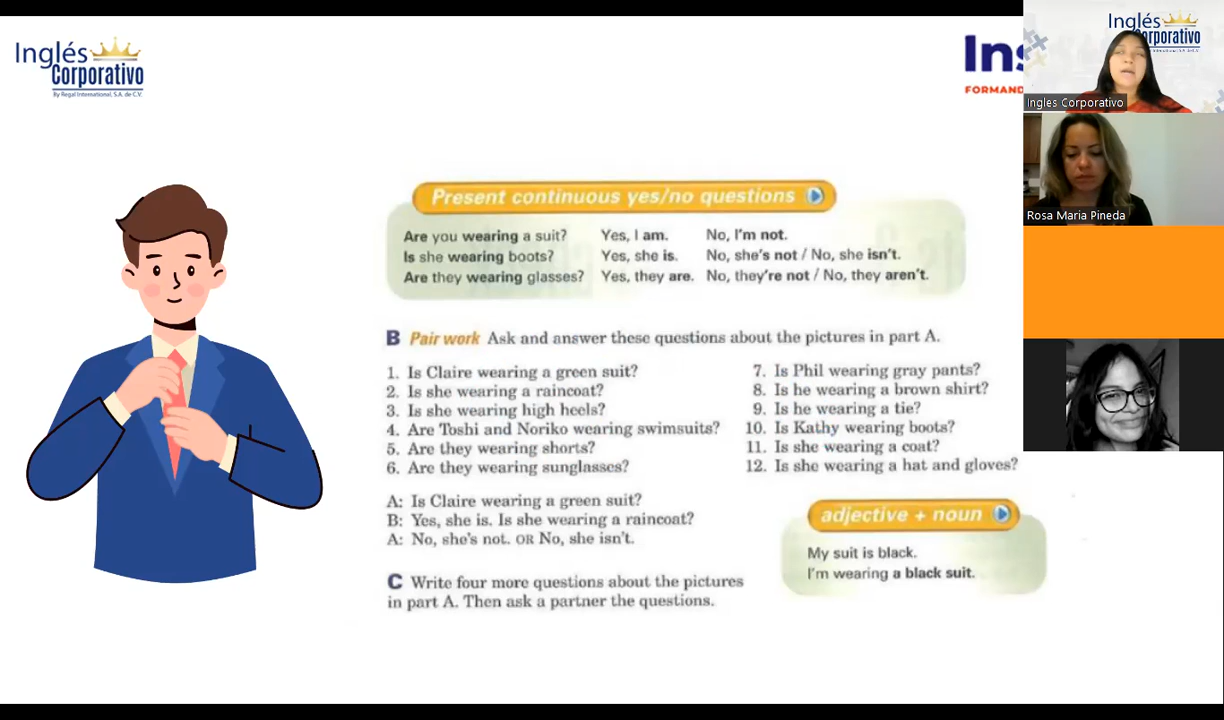 Inglés
Corporativo
By Regal International, S.A. de C.V.
Ins
FORMAND
Inglés
Corporativo
Ingles Corporativo
Rosa Maria Pineda
Present continuous yes/no questions
Are you wearing a suit? Yes, I am. No, I'm not.
Is she wearing boots? Yes, she is. No, she's not / No, she isn't.
Are they wearing glasses? Yes, they are. No, they're not / No, they aren't.
B Pair work Ask and answer these questions about the pictures in part A.
1. Is Claire wearing a green suit?
2. Is she wearing a raincoat?
3. Is she wearing high heels?
4. Are Toshi and Noriko wearing swimsuits?
5. Are they wearing shorts?
6. Are they wearing sunglasses?
7. Is Phil wearing gray pants?
8. Is he wearing a brown shirt?
9. Is he wearing a tie?
10. Is Kathy wearing boots?
11. Is she wearing a coat?
12. Is she wearing a hat and gloves?
A: Is Claire wearing a green suit?
B: Yes, she is. Is she wearing a raincoat?
A: No, she's not. OR No, she isn't.
C Write four more questions about the pictures
in part A. Then ask a partner the questions.
adjective + noun
My suit is black.
I'm wearing a black suit.